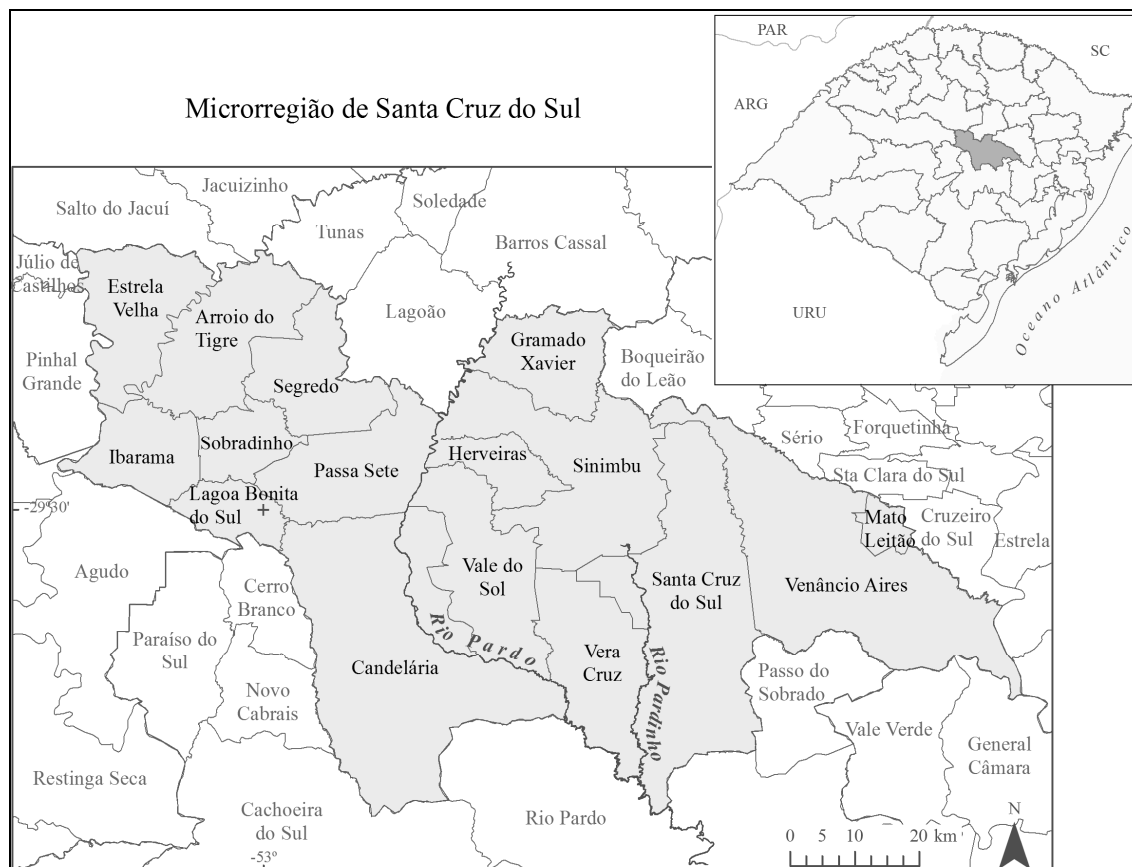 Microrregião de Santa Cruz do Sul
PAR
SC
ARG
URU
Oceano Atlântico
Jacuizinho
Salto do Jacuí
Soledade
Tunas
Barros Cassal
Júlio de
Castilhos
Estrela
Velha
Arroio do
Tigre
Lagoão
Gramado
Xavier
Boqueirão
do Leão
Pinhal
Grande
Segredo
Sério
Forquetinha
Ibarama
Sobradinho
Passa Sete
Herveiras
Sinimbu
Sta Clara do Sul
Lagoa Bonita
do Sul
-29º30'
Mato
Leitão
Cruzeiro
do Sul
Estrela
Agudo
Cerro
Branco
Vale do
Sol
Santa Cruz
do Sul
Venâncio Aires
Paraíso do
Sul
Rio Pardo
Candelária
Vera
Cruz
Rio Pardinho
Passo do
Sobrado
Novo
Cabrais
Vale Verde
General
Câmara
Restinga Seca
Cachoeira
do Sul
Rio Pardo
-53º
N
0 5 10 20 km